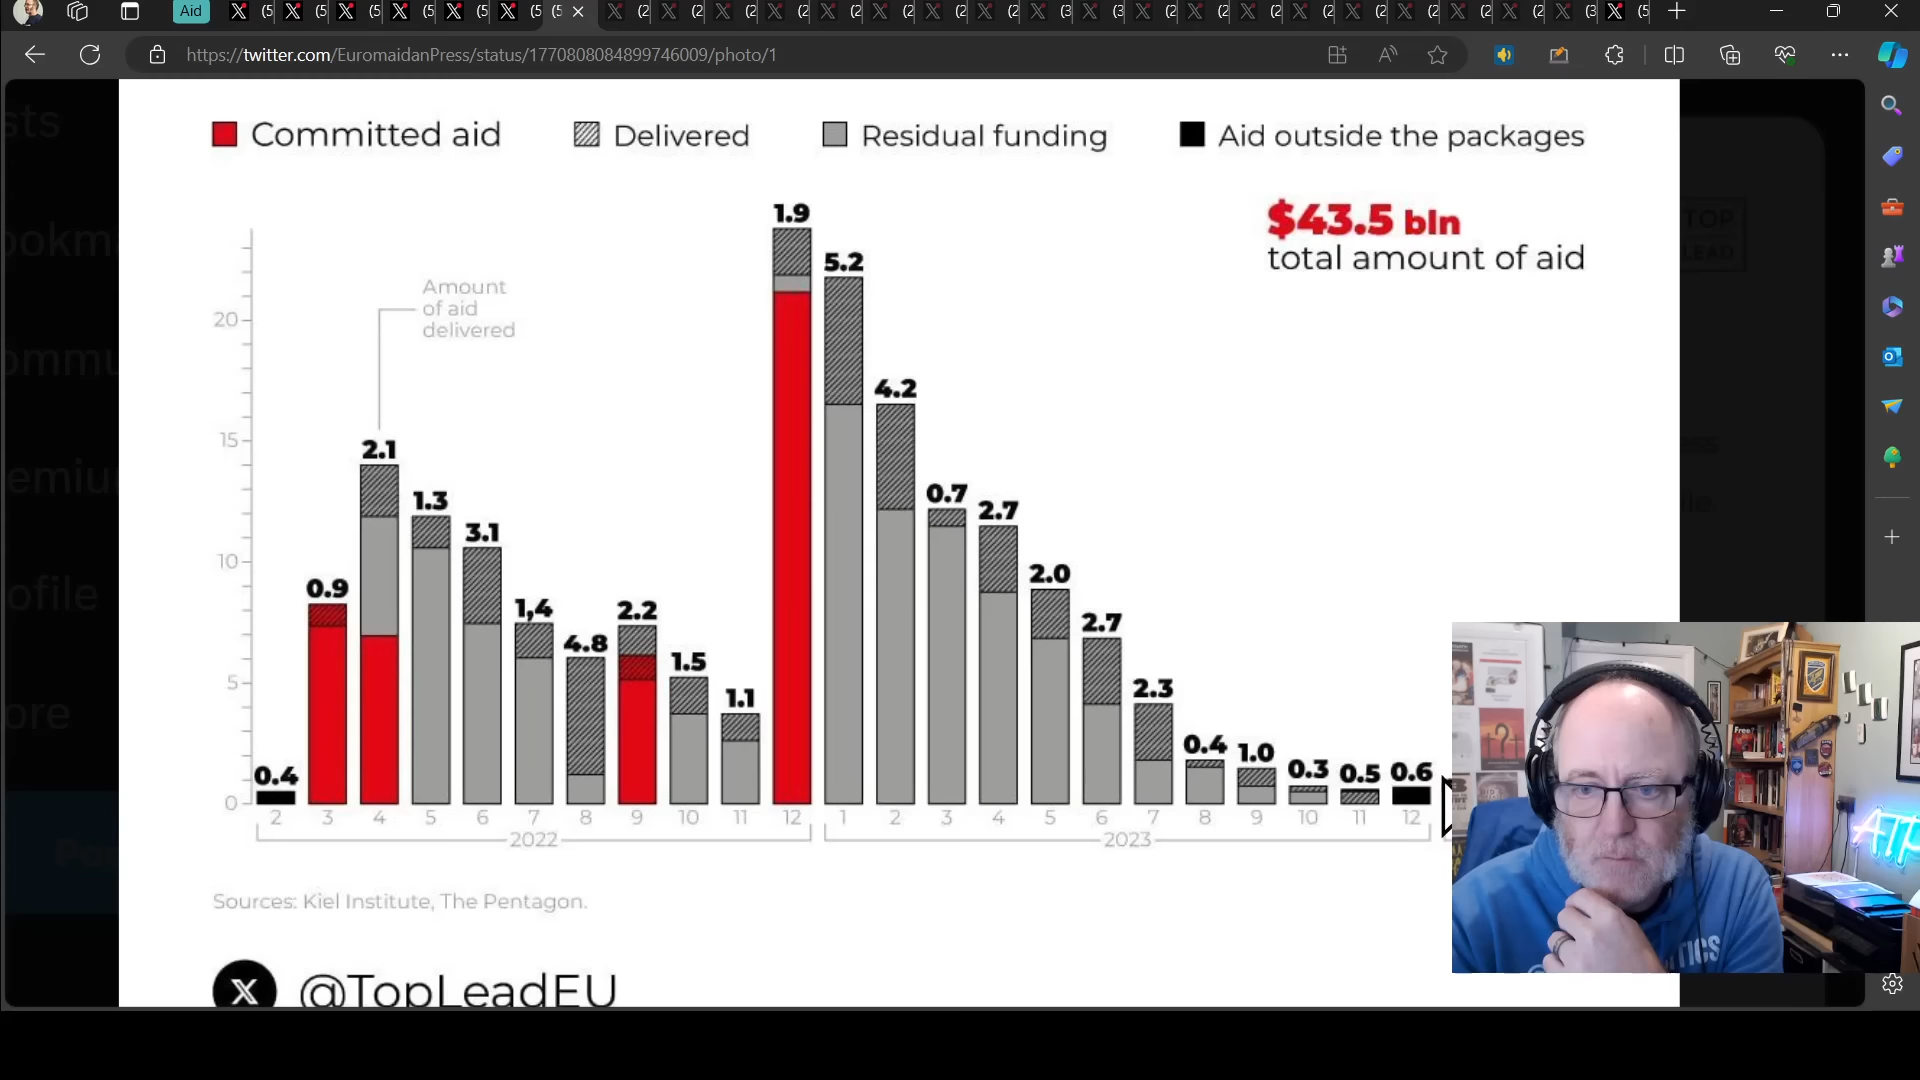 Aid
https://twitter.com/EuromaidanPress/status/1770808084899746009/photo/1
Committed aid
Delivered
Residual funding
Aid outside the packages
$43.5 bln
total amount of aid
TOP
LEAD
Amount
of aid
delivered
20
15
10
5
0
0.4
0.9
2.1
1.3
3.1
1,4
4.8
2.2
1.5
1.1
1.9
5.2
4.2
0.7
2.7
2.0
2.7
2.3
0.4
1.0
0.3
0.5
0.6
2 3 4 5 6 7 8 9 10 11 12 1 2 3 4 5 6 7 8 9 10 11 12
2022
2023
Sources: Kiel Institute, The Pentagon.
@TopLeadEU
Free?
ATP